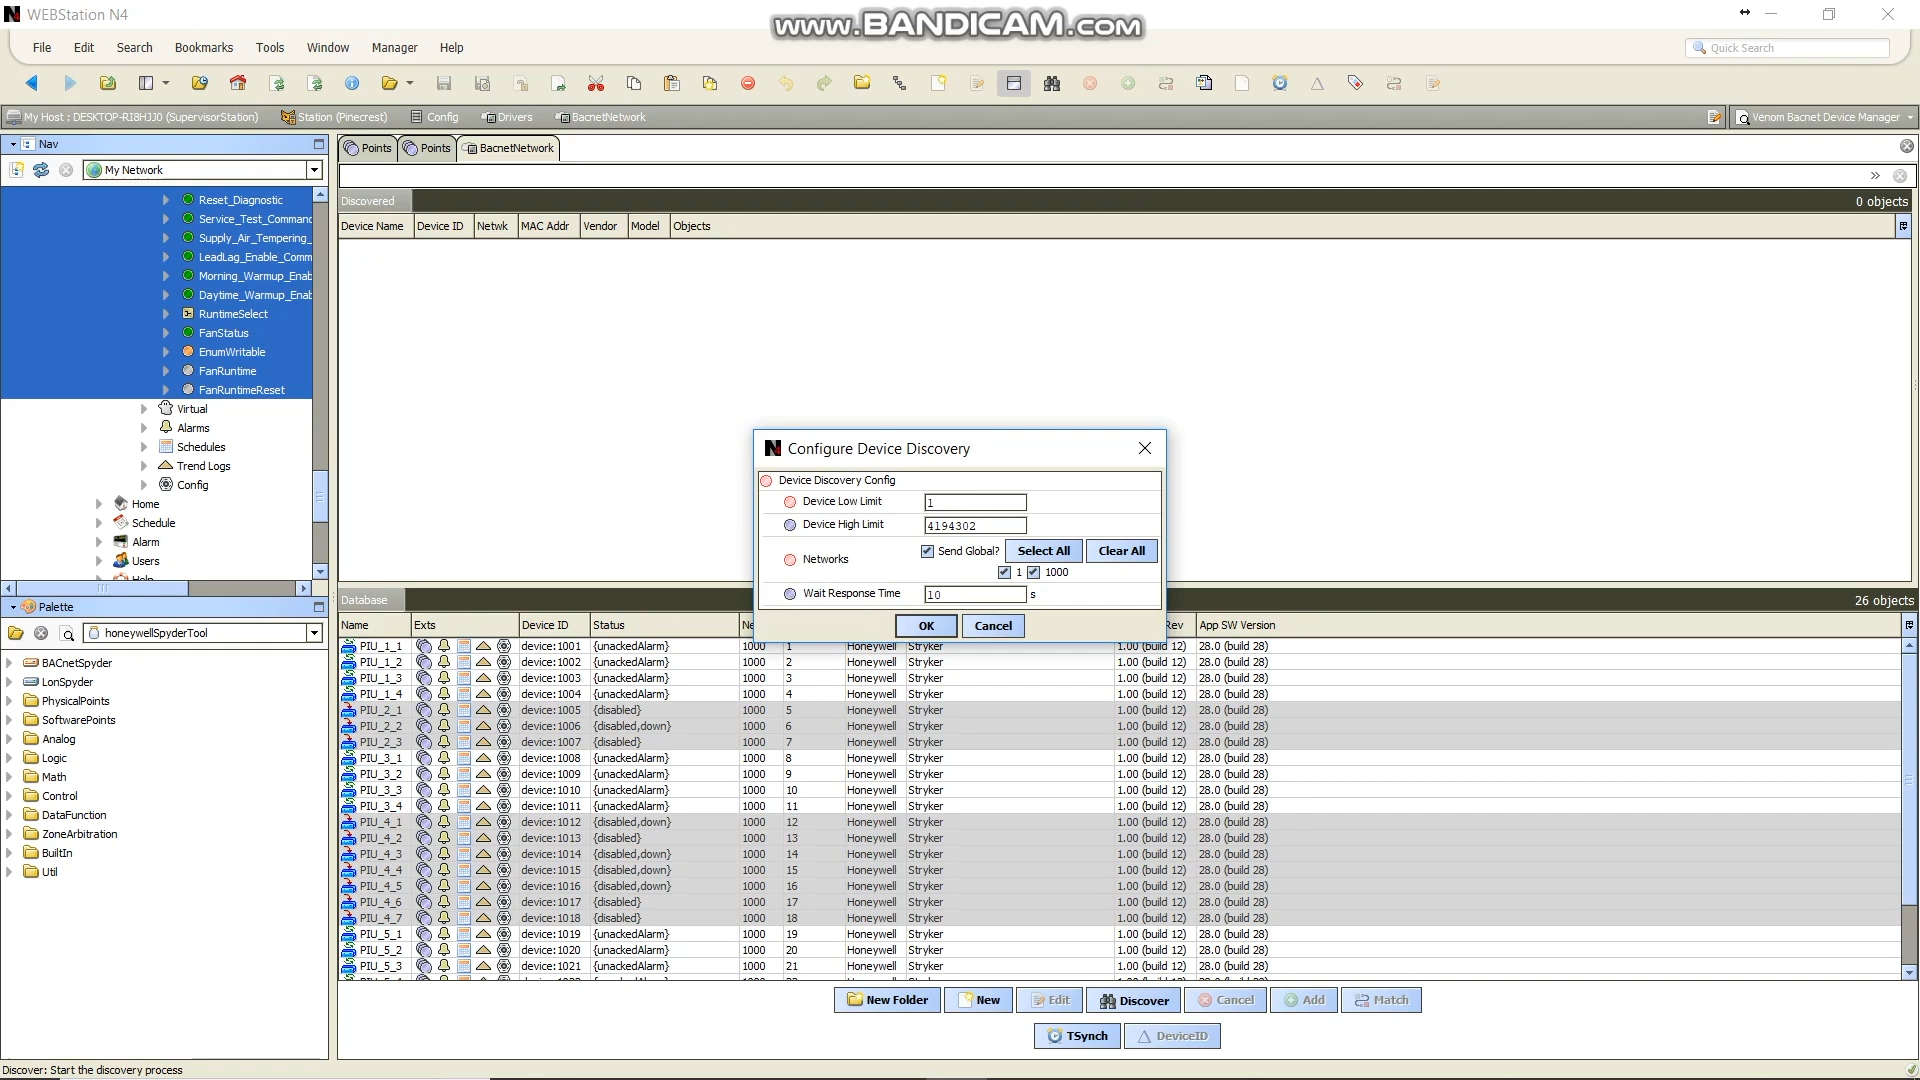 WEBStation N4
www.BANDICAM.com
File Edit Search Bookmarks Tools Window Manager Help
Quick Search
My Host : DESKTOP-RI8HJJ0 (SupervisorStation) Station (Pinecrest) Config Drivers BacnetNetwork
Venom Bacnet Device Manager
Nav
My Network
Reset_Diagnostic
Service_Test_Command
Supply_Air_Tempering_
LeadLag_Enable_Comm
Morning_Warmup_Enab
Daytime_Warmup_Enab
RuntimeSelect
FanStatus
EnumWritable
FanRuntime
FanRuntimeReset
Virtual
Alarms
Schedules
Trend Logs
Config
Home
Schedule
Alarm
Users
Help
Palette
honeywellSpyderTool
BACnetSpyder
LonSpyder
PhysicalPoints
SoftwarePoints
Analog
Logic
Math
Control
DataFunction
ZoneArbitration
BuiltIn
Util
Points Points BacnetNetwork
Discovered 0 objects
Device Name Device ID Netwk MAC Addr Vendor Model Objects
Configure Device Discovery
Device Discovery Config
Device Low Limit 1
Device High Limit 4194302
Networks Send Global? Select All Clear All
1 1000
Wait Response Time 10 s
OK Cancel
Database 26 objects
Name Exts Device ID Status Ne Rev App SW Version
PIU_1_1 device:1001 {unackedAlarm} 1000 1 Honeywell Stryker 1.00 (build 12) 28.0 (build 28)
PIU_1_2 device:1002 {unackedAlarm} 1000 2 Honeywell Stryker 1.00 (build 12) 28.0 (build 28)
PIU_1_3 device:1003 {unackedAlarm} 1000 3 Honeywell Stryker 1.00 (build 12) 28.0 (build 28)
PIU_1_4 device:1004 {unackedAlarm} 1000 4 Honeywell Stryker 1.00 (build 12) 28.0 (build 28)
PIU_2_1 device:1005 {disabled} 1000 5 Honeywell Stryker 1.00 (build 12) 28.0 (build 28)
PIU_2_2 device:1006 {disabled,down} 1000 6 Honeywell Stryker 1.00 (build 12) 28.0 (build 28)
PIU_2_3 device:1007 {disabled} 1000 7 Honeywell Stryker 1.00 (build 12) 28.0 (build 28)
PIU_3_1 device:1008 {unackedAlarm} 1000 8 Honeywell Stryker 1.00 (build 12) 28.0 (build 28)
PIU_3_2 device:1009 {unackedAlarm} 1000 9 Honeywell Stryker 1.00 (build 12) 28.0 (build 28)
PIU_3_3 device:1010 {unackedAlarm} 1000 10 Honeywell Stryker 1.00 (build 12) 28.0 (build 28)
PIU_3_4 device:1011 {unackedAlarm} 1000 11 Honeywell Stryker 1.00 (build 12) 28.0 (build 28)
PIU_4_1 device:1012 {disabled,down} 1000 12 Honeywell Stryker 1.00 (build 12) 28.0 (build 28)
PIU_4_2 device:1013 {disabled} 1000 13 Honeywell Stryker 1.00 (build 12) 28.0 (build 28)
PIU_4_3 device:1014 {disabled,down} 1000 14 Honeywell Stryker 1.00 (build 12) 28.0 (build 28)
PIU_4_4 device:1015 {disabled,down} 1000 15 Honeywell Stryker 1.00 (build 12) 28.0 (build 28)
PIU_4_5 device:1016 {disabled,down} 1000 16 Honeywell Stryker 1.00 (build 12) 28.0 (build 28)
PIU_4_6 device:1017 {disabled} 1000 17 Honeywell Stryker 1.00 (build 12) 28.0 (build 28)
PIU_4_7 device:1018 {disabled} 1000 18 Honeywell Stryker 1.00 (build 12) 28.0 (build 28)
PIU_5_1 device:1019 {unackedAlarm} 1000 19 Honeywell Stryker 1.00 (build 12) 28.0 (build 28)
PIU_5_2 device:1020 {unackedAlarm} 1000 20 Honeywell Stryker 1.00 (build 12) 28.0 (build 28)
PIU_5_3 device:1021 {unackedAlarm} 1000 21 Honeywell Stryker 1.00 (build 12) 28.0 (build 28)
New Folder New Edit Discover Cancel Add Match
TSynch DeviceID
Discover: Start the discovery process